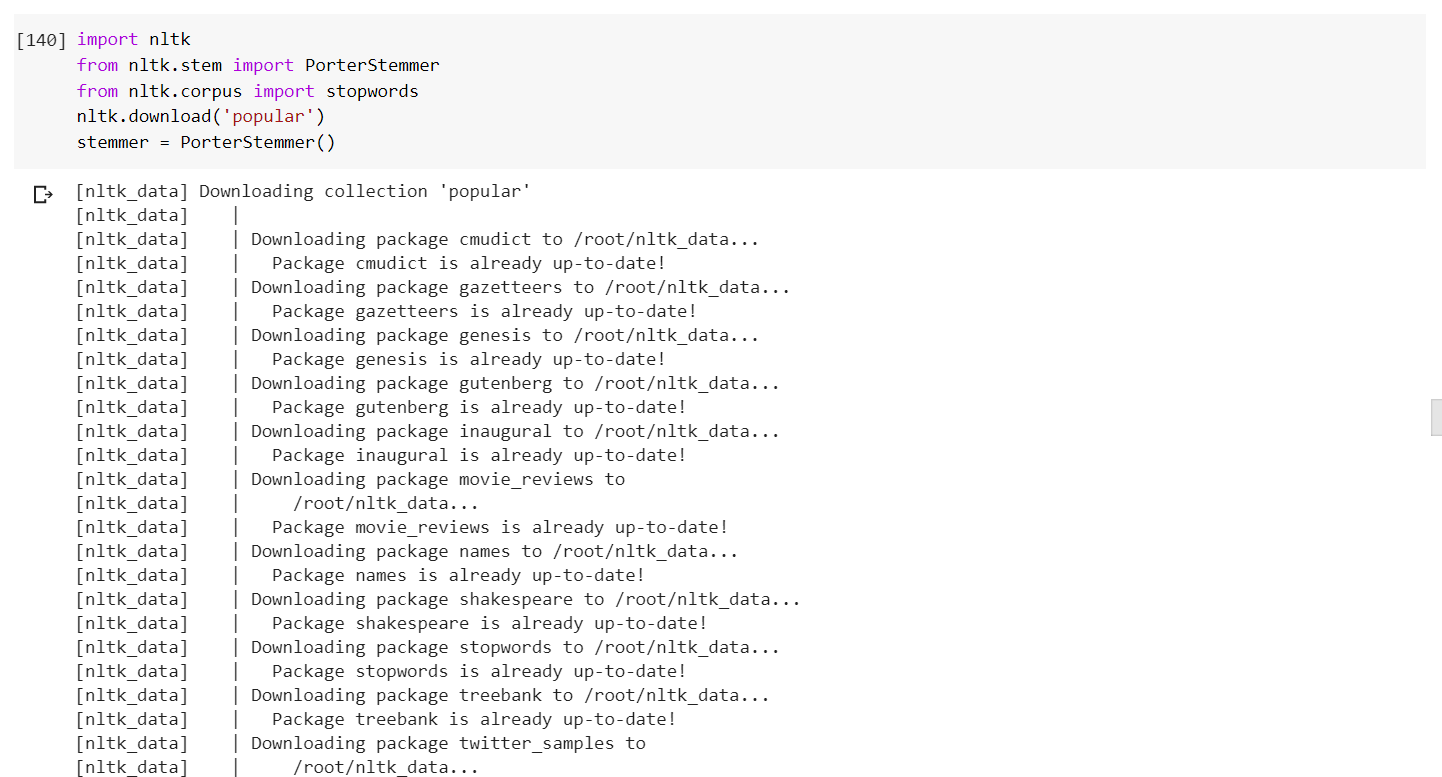 [140] import nltk
from nltk.stem import PorterStemmer
from nltk.corpus import stopwords
nltk.download('popular')
stemmer = PorterStemmer()
[nltk_data] Downloading collection 'popular'
[nltk_data]    |
[nltk_data]    | Downloading package cmudict to /root/nltk_data...
[nltk_data]    |   Package cmudict is already up-to-date!
[nltk_data]    | Downloading package gazetteers to /root/nltk_data...
[nltk_data]    |   Package gazetteers is already up-to-date!
[nltk_data]    | Downloading package genesis to /root/nltk_data...
[nltk_data]    |   Package genesis is already up-to-date!
[nltk_data]    | Downloading package gutenberg to /root/nltk_data...
[nltk_data]    |   Package gutenberg is already up-to-date!
[nltk_data]    | Downloading package inaugural to /root/nltk_data...
[nltk_data]    |   Package inaugural is already up-to-date!
[nltk_data]    | Downloading package movie_reviews to
[nltk_data]    |     /root/nltk_data...
[nltk_data]    |   Package movie_reviews is already up-to-date!
[nltk_data]    | Downloading package names to /root/nltk_data...
[nltk_data]    |   Package names is already up-to-date!
[nltk_data]    | Downloading package shakespeare to /root/nltk_data...
[nltk_data]    |   Package shakespeare is already up-to-date!
[nltk_data]    | Downloading package stopwords to /root/nltk_data...
[nltk_data]    |   Package stopwords is already up-to-date!
[nltk_data]    | Downloading package treebank to /root/nltk_data...
[nltk_data]    |   Package treebank is already up-to-date!
[nltk_data]    | Downloading package twitter_samples to
[nltk_data]    |     /root/nltk_data...